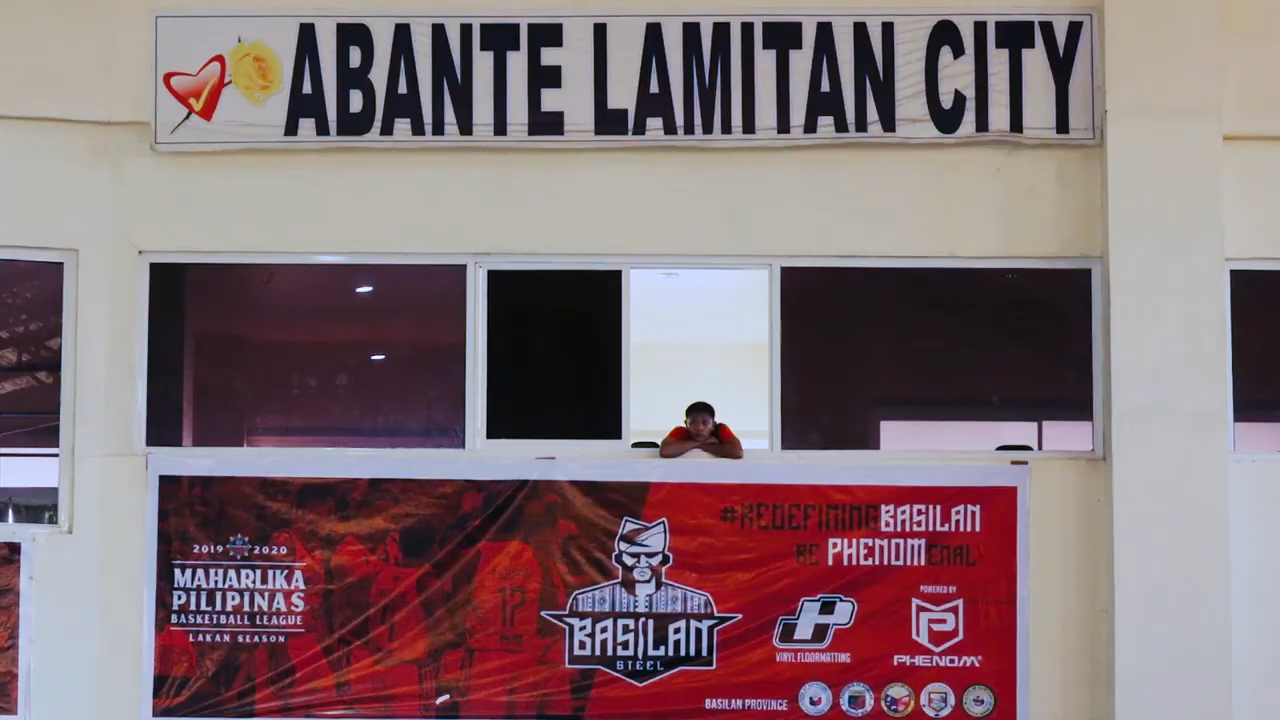 ABANTE LAMITAN CITY
#REDEFININGBASILAN
BE PHENOMENAL
2019 2020
MAHARLIKA
PILIPINAS
BASKETBALL LEAGUE
LAKAN SEASON
12
BASILAN
STEEL
VINYL FLOORMATTING
POWERED BY
PHENOM
BASILAN PROVINCE